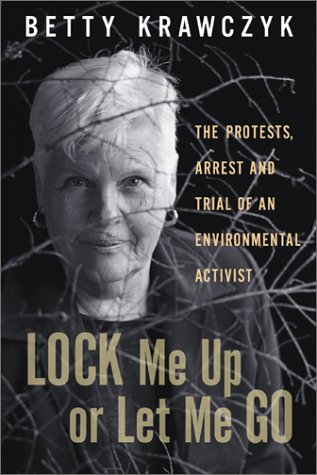 BETTY KRAWCZYK
THE PROTESTS,
ARREST AND
TRIAL OF AN
ENVIRONMENTAL
ACTIVIST
LOCK Me Up
or Let Me GO